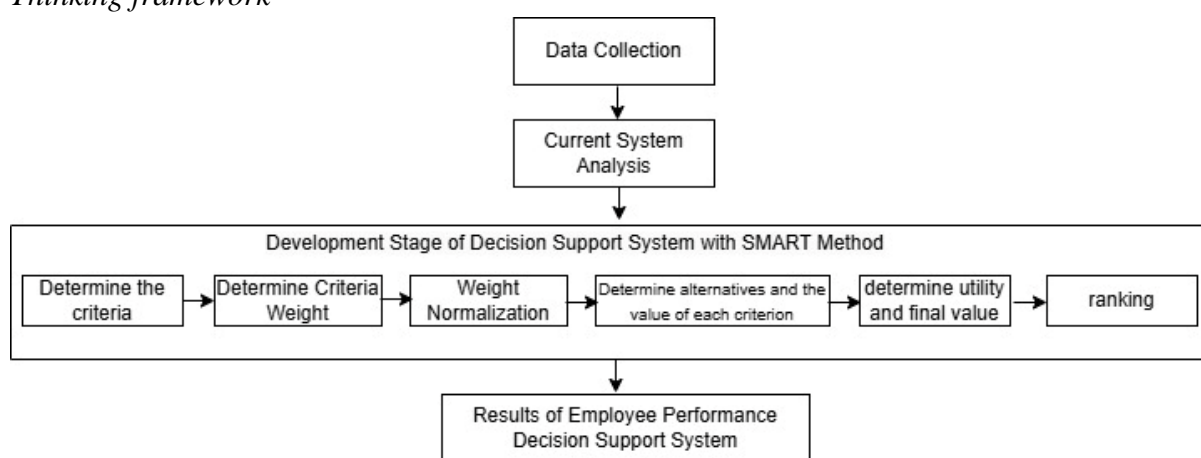 Thinking framework
Data Collection
Current System
Analysis
Development Stage of Decision Support System with SMART Method
Determine the
criteria
Determine Criteria
Weight
Weight
Normalization
Determine alternatives and the
value of each criterion
determine utility
and final value
ranking
Results of Employee Performance
Decision Support System